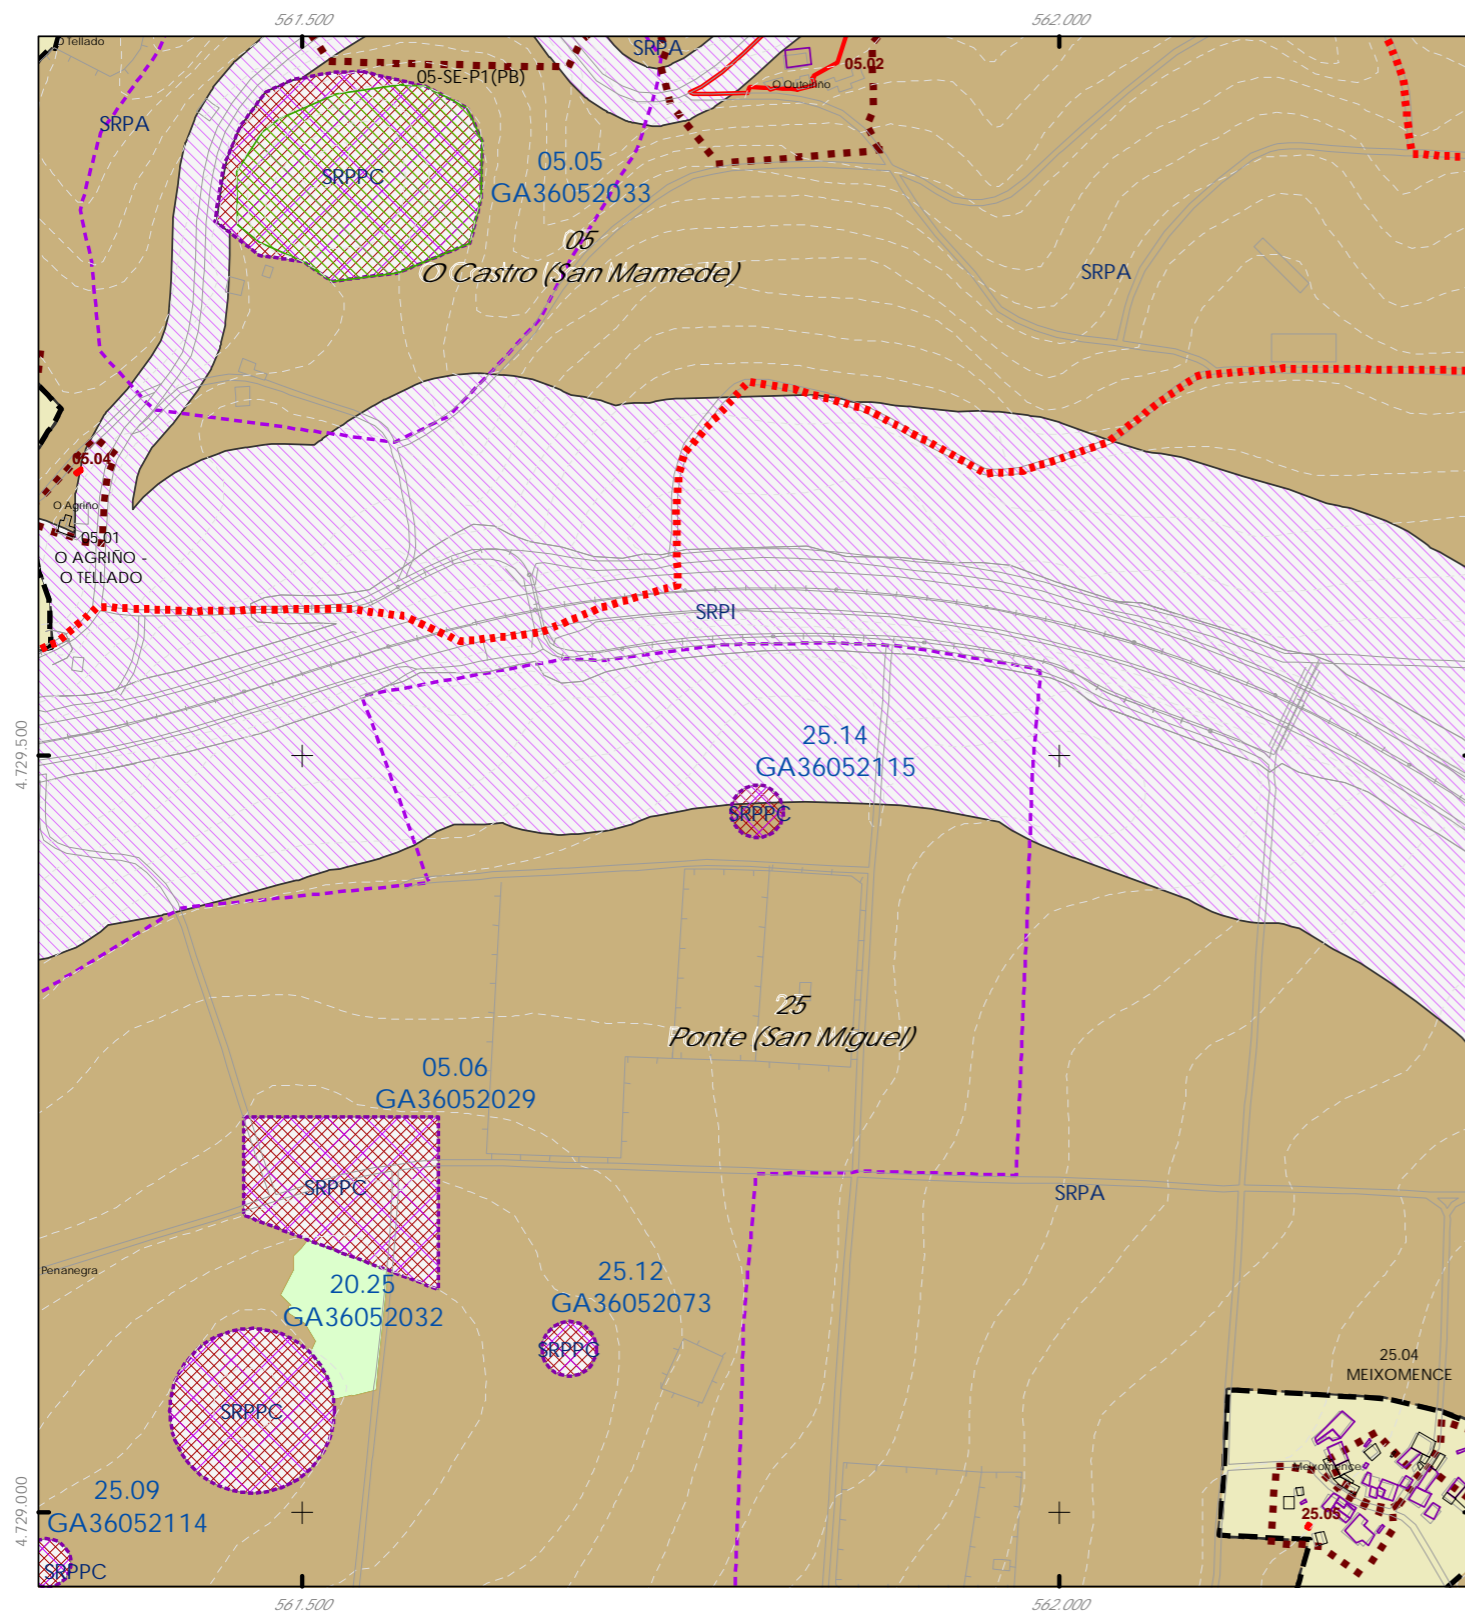 561.500
562.000
O Tellado
SRPA
05.02
05-SE-P1(PB)
O Outeiriño
SRPA
05.05
GA36052033
SRPPC
05
O Castro (San Mamede)
SRPA
05.04
O Agriño
05.01
O AGRIÑO -
O TELLADO
SRPI
4.729.500
25.14
GA36052115
SRPPC
25
Ponte (San Miguel)
05.06
GA36052029
SRPPC
SRPA
Penanegra
20.25
GA36052032
25.12
GA36052073
SRPPC
25.04
MEIXOMENCE
SRPPC
Meixomence
25.09
GA36052114
25.05
4.729.000
SRPPC
561.500
562.000